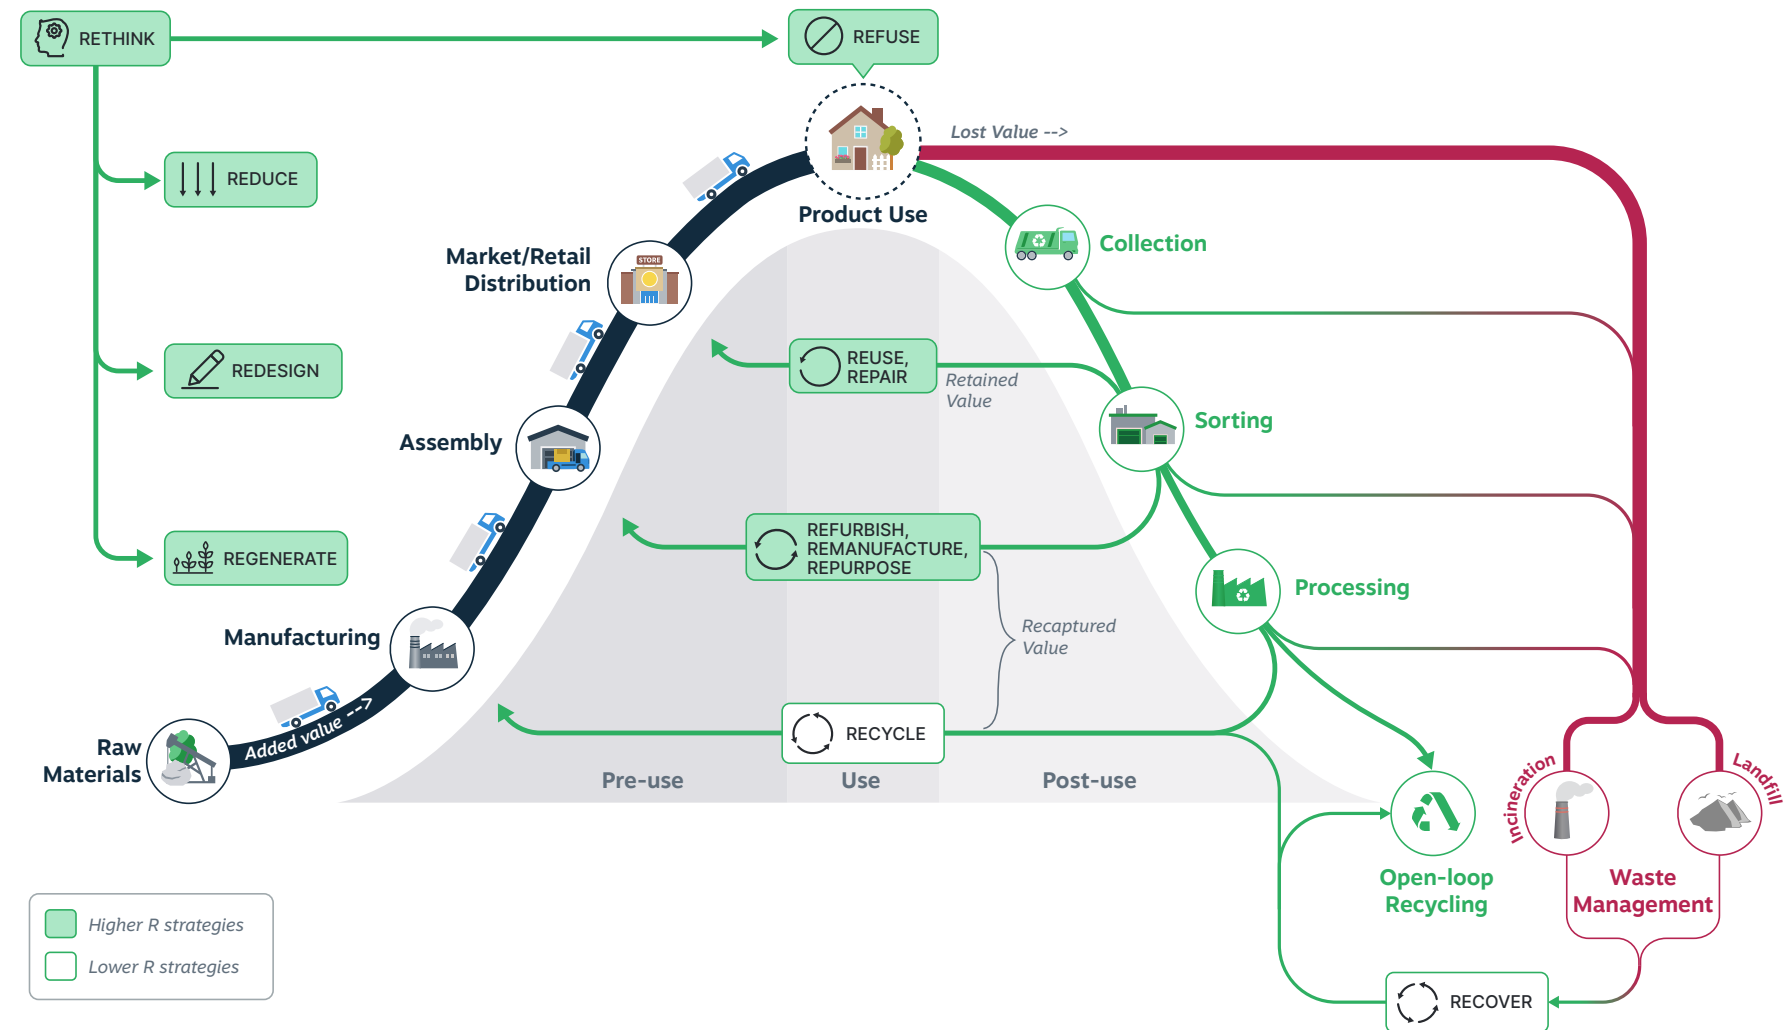 RETHINK
REFUSE
Lost Value -->
REDUCE
Product Use
Collection
Market/Retail
Distribution
STORE
REUSE,
REPAIR
Retained
Value
REDESIGN
Sorting
Assembly
REFURBISH,
REMANUFACTURE,
REPURPOSE
REGENERATE
Processing
Recaptured
Value
Manufacturing
Added value -->
RECYCLE
Raw
Materials
Pre-use
Use
Post-use
Incineration
Landfill
Open-loop
Recycling
Waste
Management
Higher R strategies
Lower R strategies
RECOVER